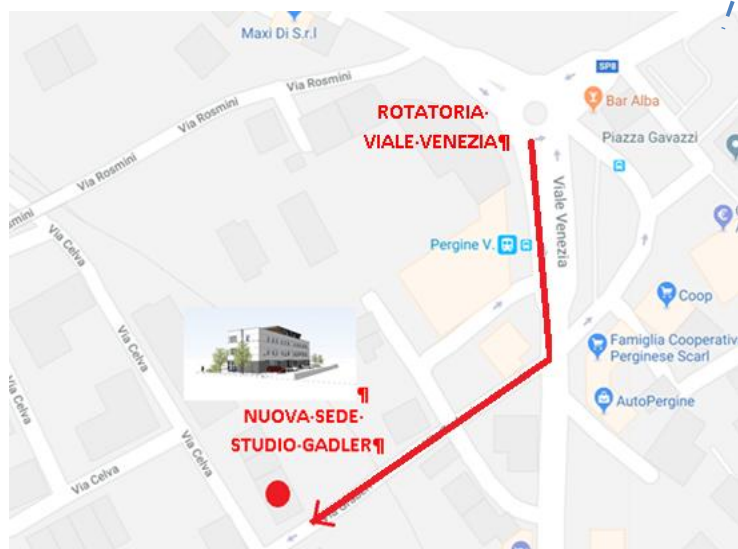 Maxi Di S.r.l
SP8
Via Rosmini
Via Rosmini
Via Rosmini
ROTATORIA·
VIALE·VENEZIA¶
Bar Alba
Piazza Gavazzi
Viale Venezia
Pergine V.
Via Celva
Via Celva
Via Celva
Via Celva
Via Celva
Coop
Famiglia Cooperativ
Perginese Scarl
AutoPergine
¶
NUOVA·SEDE·
STUDIO·GADLER¶